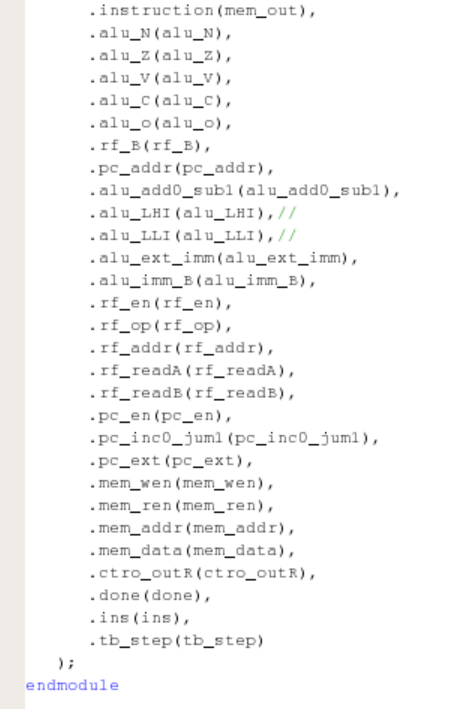 .instruction(mem_out),
.alu_N(alu_N),
.alu_Z(alu_Z),
.alu_V(alu_V),
.alu_C(alu_C),
.alu_o(alu_o),
.rf_B(rf_B),
.pc_addr(pc_addr),
.alu_add0_sub1(alu_add0_sub1),
.alu_LHI(alu_LHI),//
.alu_LLI(alu_LLI),//
.alu_ext_imm(alu_ext_imm),
.alu_imm_B(alu_imm_B),
.rf_en(rf_en),
.rf_op(rf_op),
.rf_addr(rf_addr),
.rf_readA(rf_readA),
.rf_readB(rf_readB),
.pc_en(pc_en),
.pc_inc0_jum1(pc_inc0_jum1),
.pc_ext(pc_ext),
.mem_wen(mem_wen),
.mem_ren(mem_ren),
.mem_addr(mem_addr),
.mem_data(mem_data),
.ctro_outR(ctro_outR),
.done(done),
.ins(ins),
.tb_step(tb_step)
);
endmodule